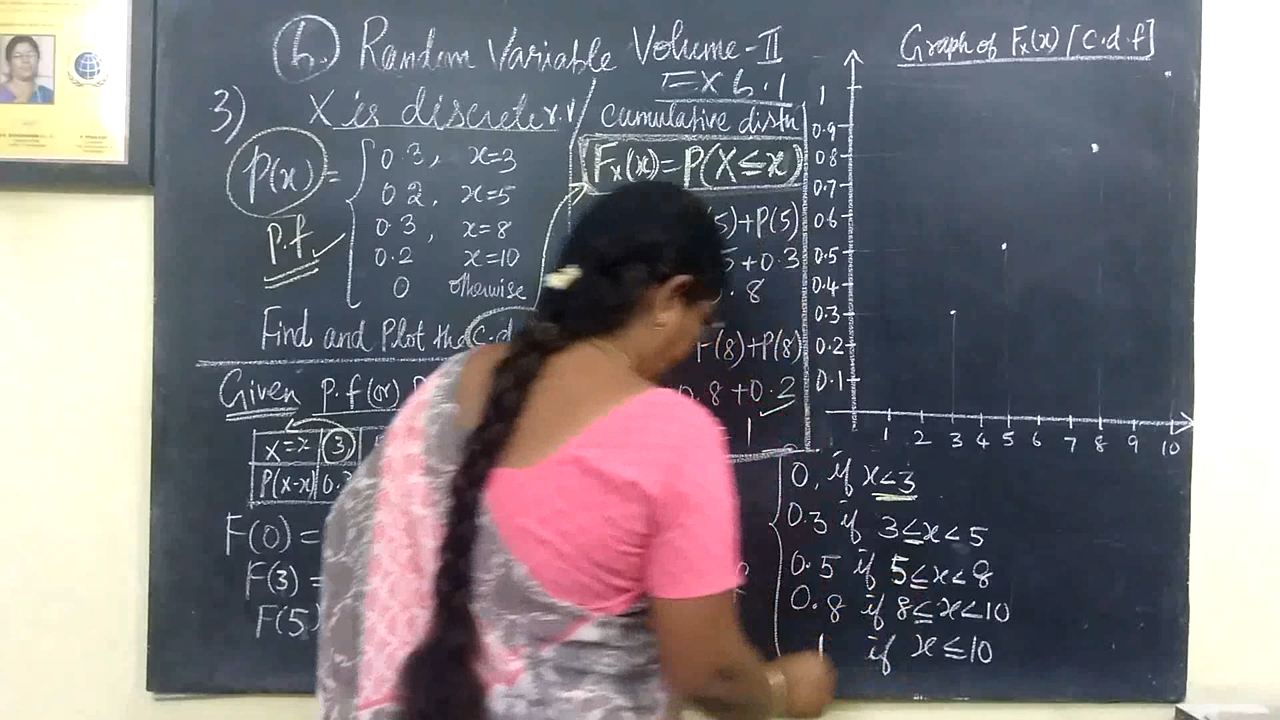 6. Random Variable Volume-II
EX 6.1
3) X is discrete r.v
P(x) = 0.3, x=3
0.2, x=5
0.3, x=8
0.2 x=10
0 otherwise
P.f
Find and Plot the c.d
Given P.f (or)
X=x 3
P(X=x) 0.3
F(0) =
F(3) =
F(5)
cumulative distn
Fx(x) = P(X≤x)
5)+P(5)
5+0.3
.8
F(8)+P(8)
0.8+0.2
1
0, if x<3
0.3 if 3≤x<5
0.5 if 5≤x<8
0.8 if 8≤x<10
1 if x≤10
Graph of Fx(x) [c.d.f]
1
0.9
0.8
0.7
0.6
0.5
0.4
0.3
0.2
0.1
1 2 3 4 5 6 7 8 9 10